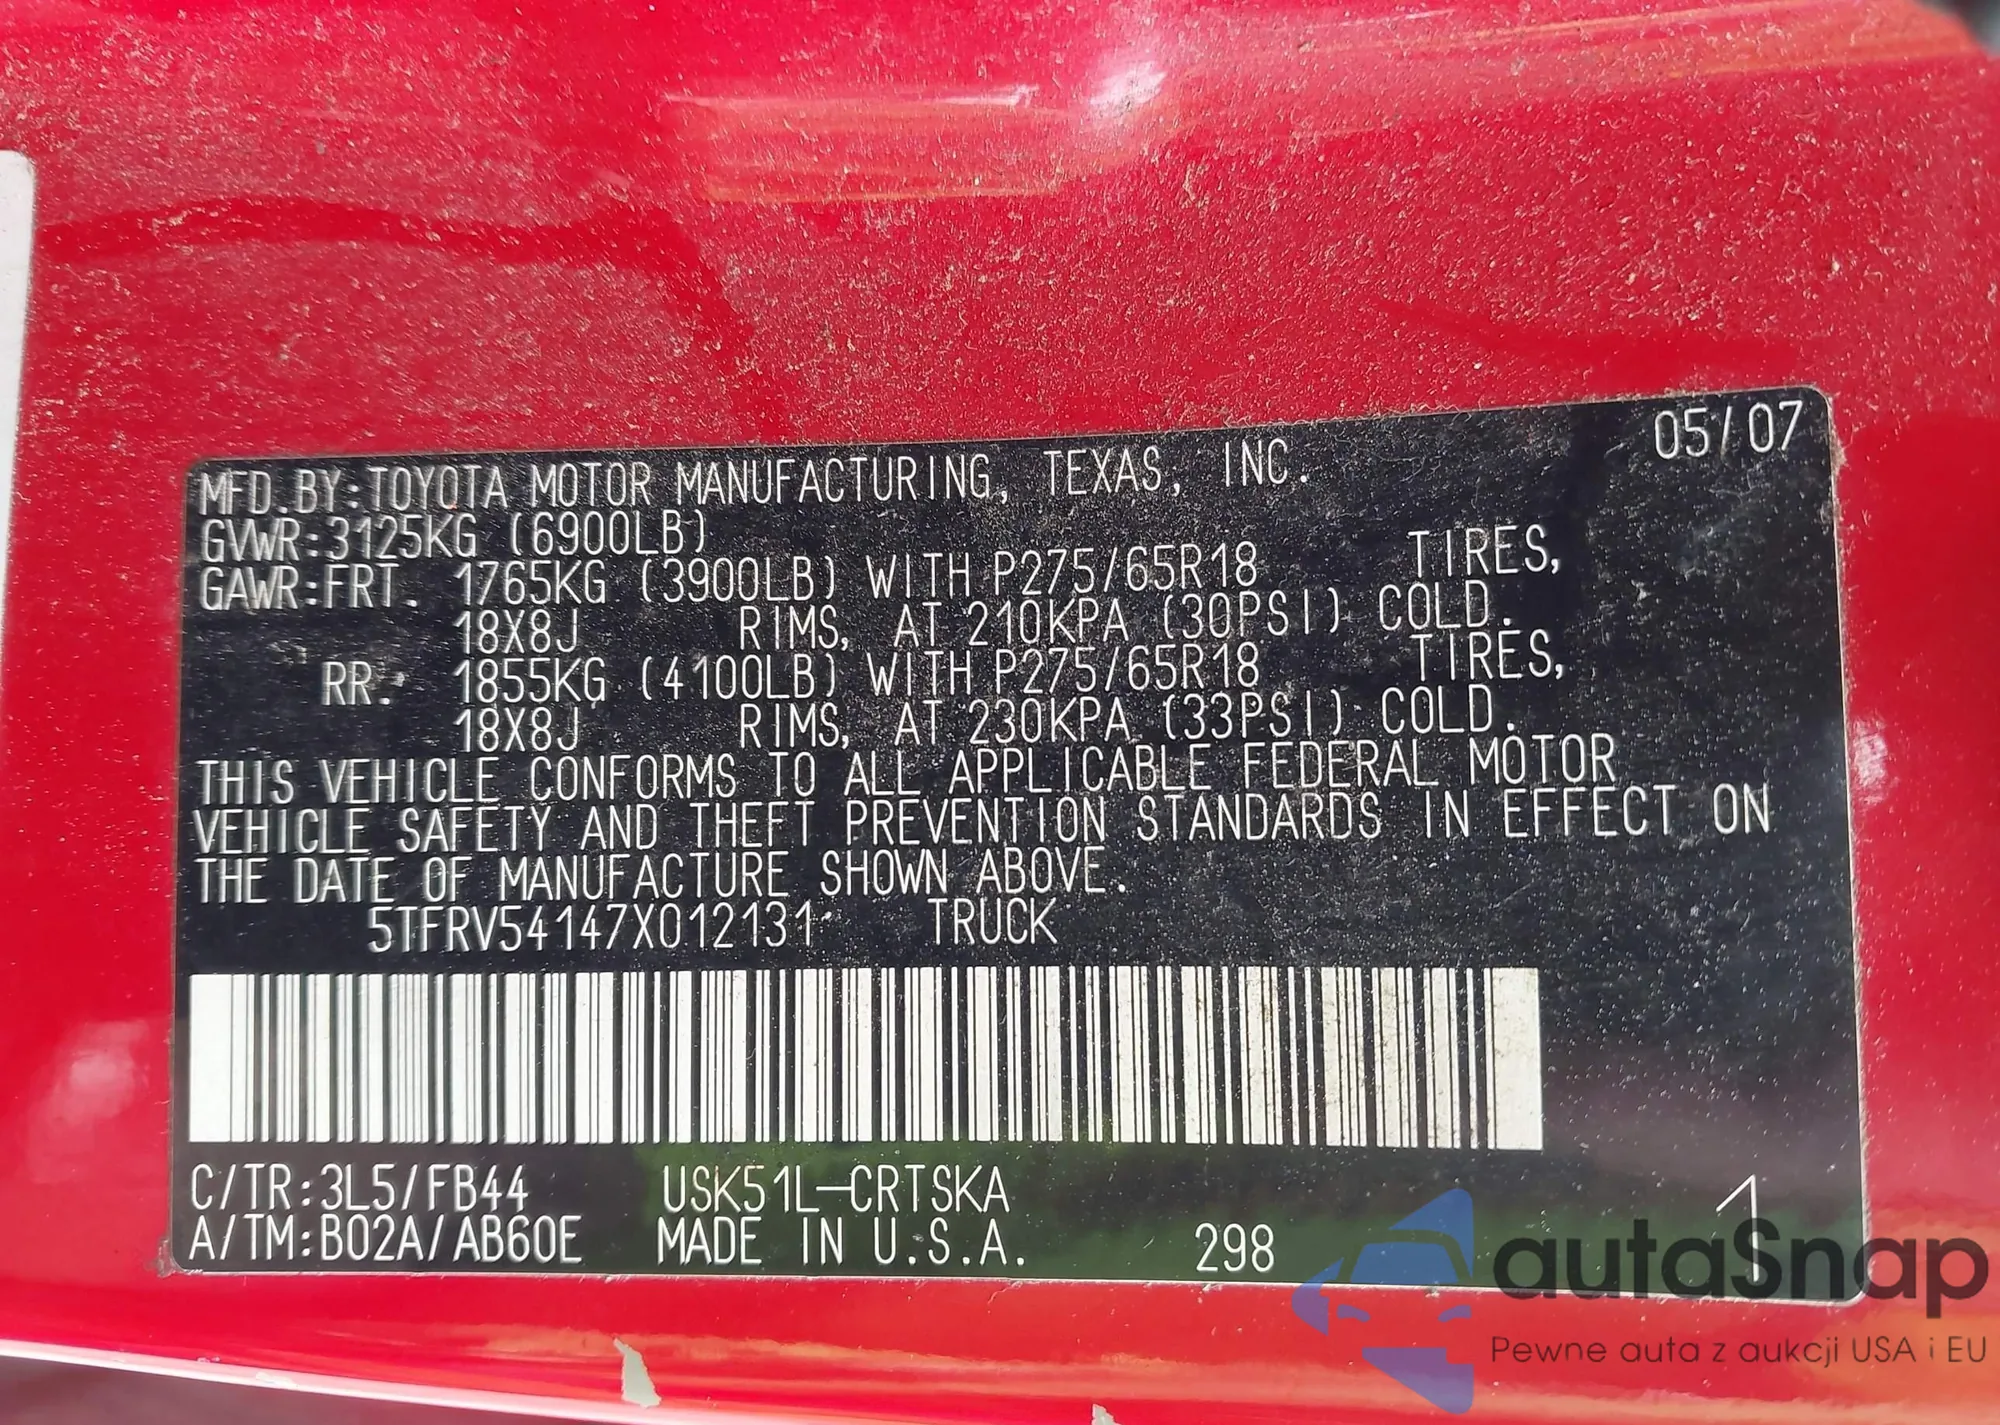 05/07
MFD.BY:TOYOTA MOTOR MANUFACTURING, TEXAS, INC.
GVWR:3125KG (6900LB)
GAWR:FRT. 1765KG (3900LB) WITH P275/65R18 TIRES,
18X8J RIMS, AT 210KPA (30PSI) COLD.
RR. 1855KG (4100LB) WITH P275/65R18 TIRES,
18X8J RIMS, AT 230KPA (33PSI) COLD.
THIS VEHICLE CONFORMS TO ALL APPLICABLE FEDERAL MOTOR
VEHICLE SAFETY AND THEFT PREVENTION STANDARDS IN EFFECT ON
THE DATE OF MANUFACTURE SHOWN ABOVE.
5TFRV54147X012131 TRUCK
C/TR:3L5/FB44 USK51L-CRTSKA
A/TM:B02A/AB60E MADE IN U.S.A. 298 1
autaSnap
Pewne auta z aukcji USA i EU